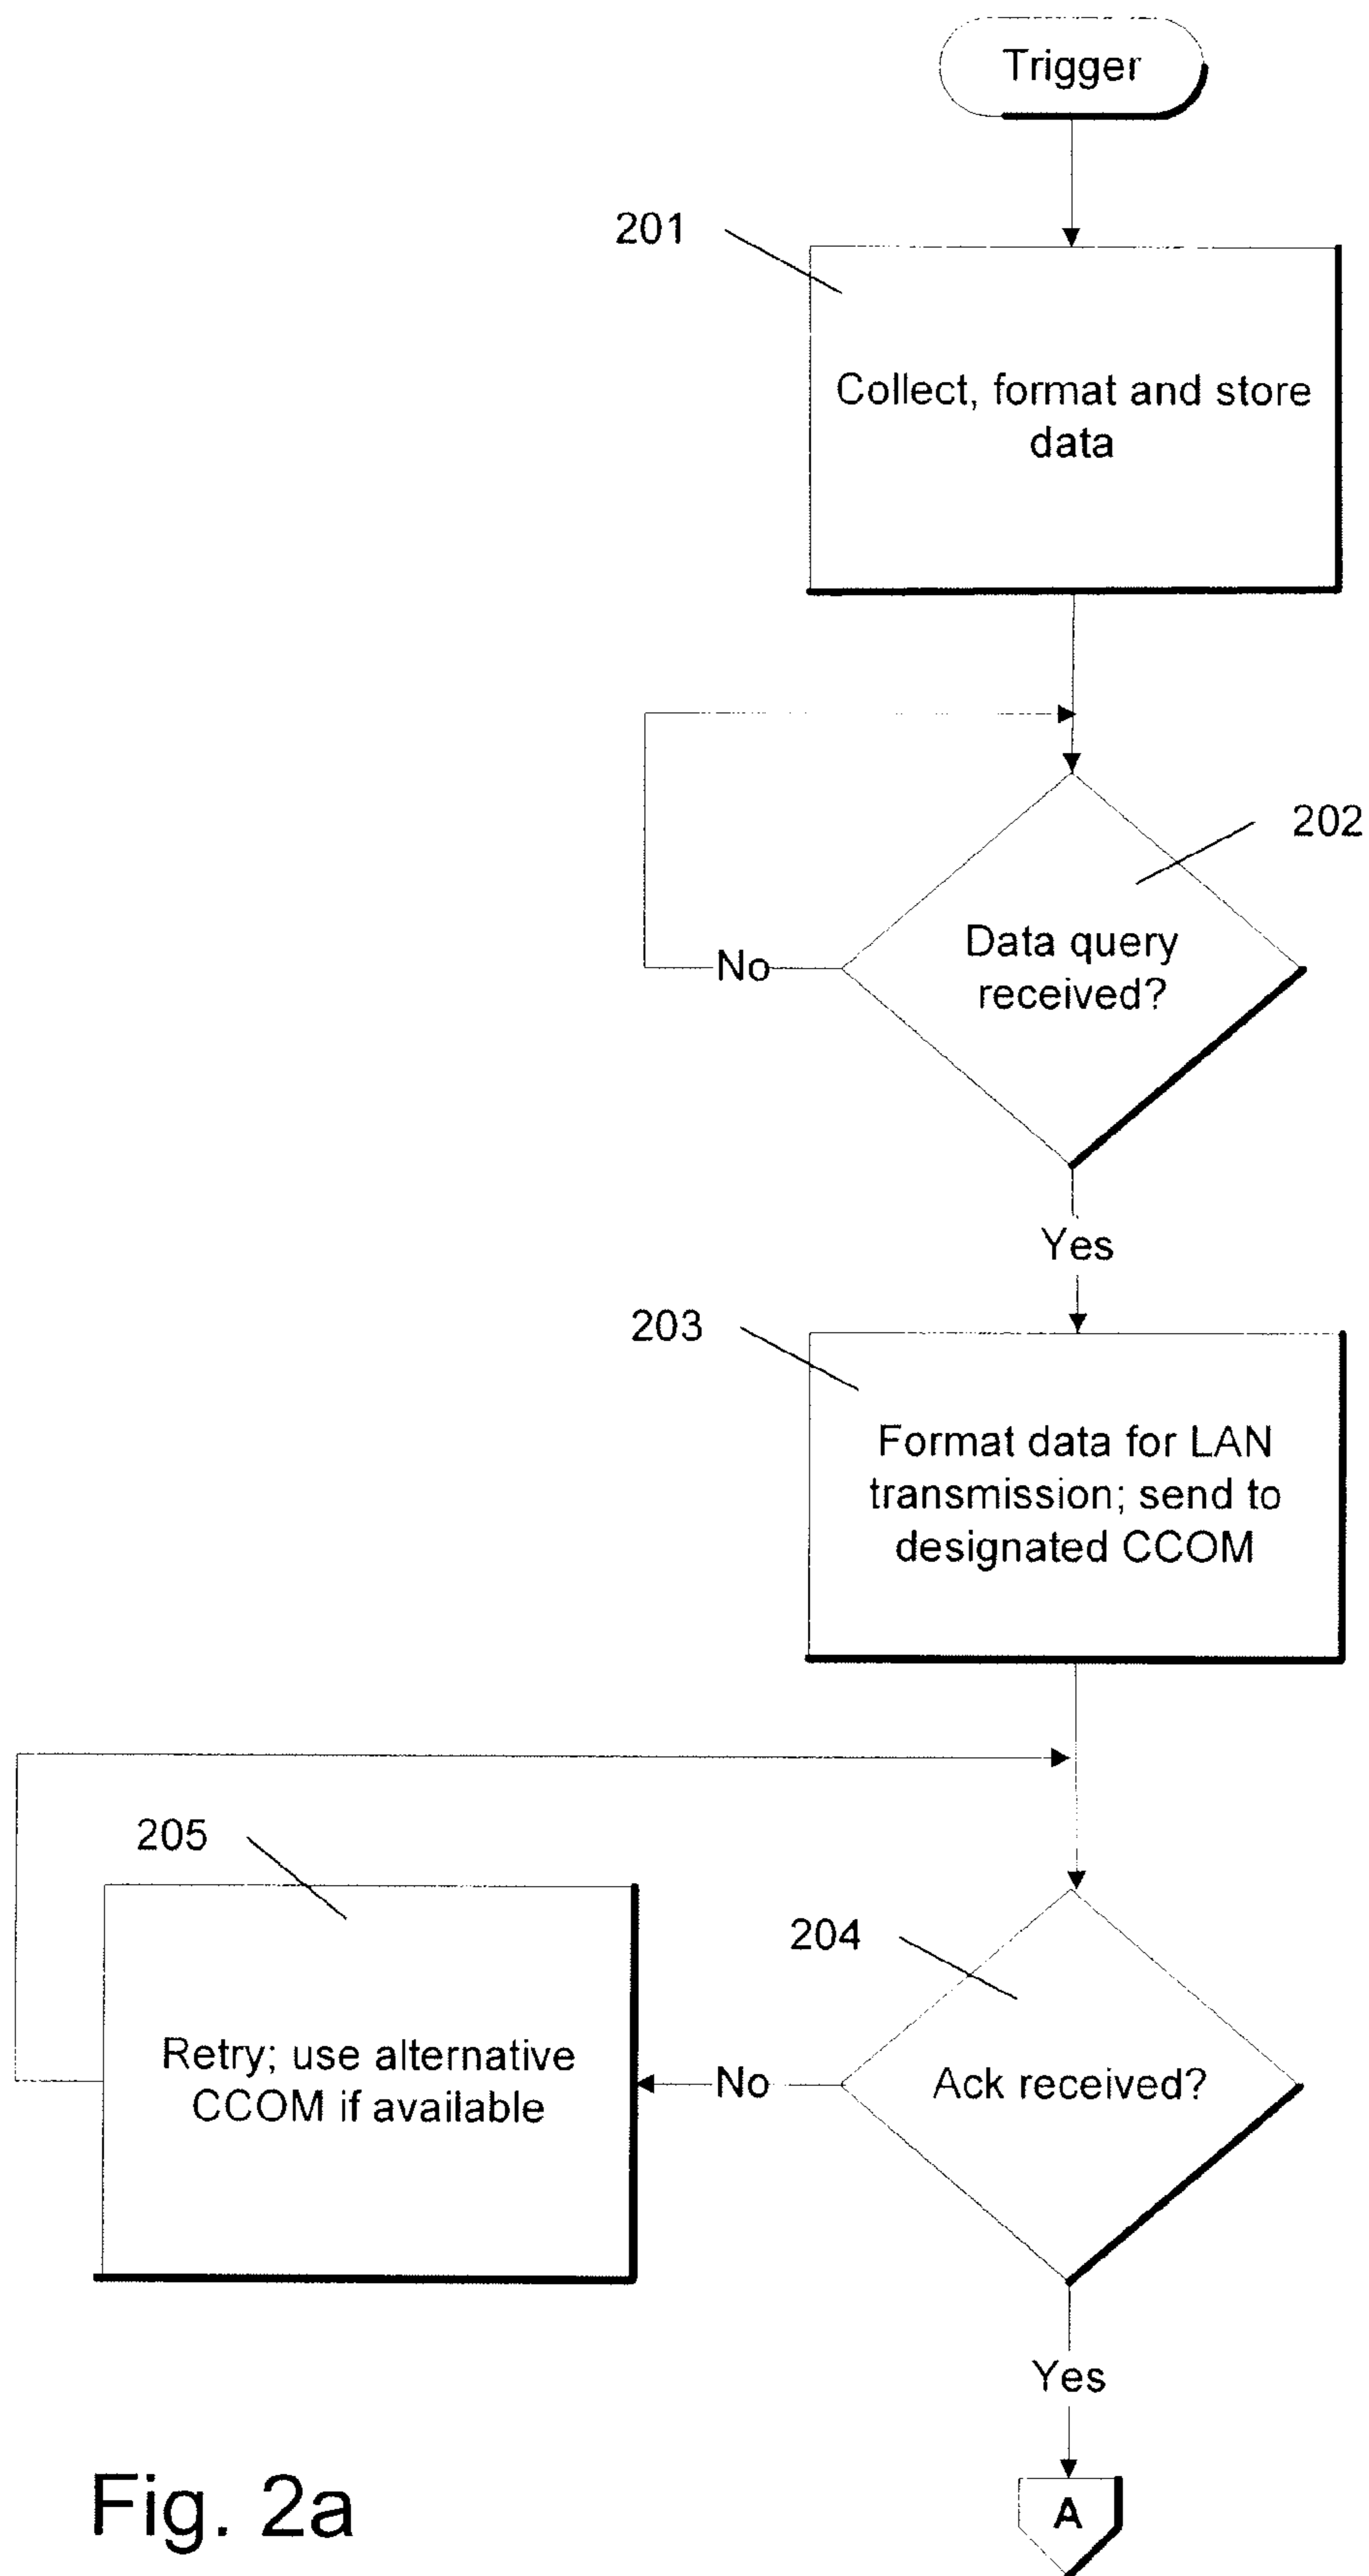 Trigger
201
Collect, format and store
data
202
Data query
received?
No
Yes
203
Format data for LAN
transmission; send to
designated CCOM
205
204
Retry; use alternative
CCOM if available
No
Ack received?
Yes
A
Fig. 2a